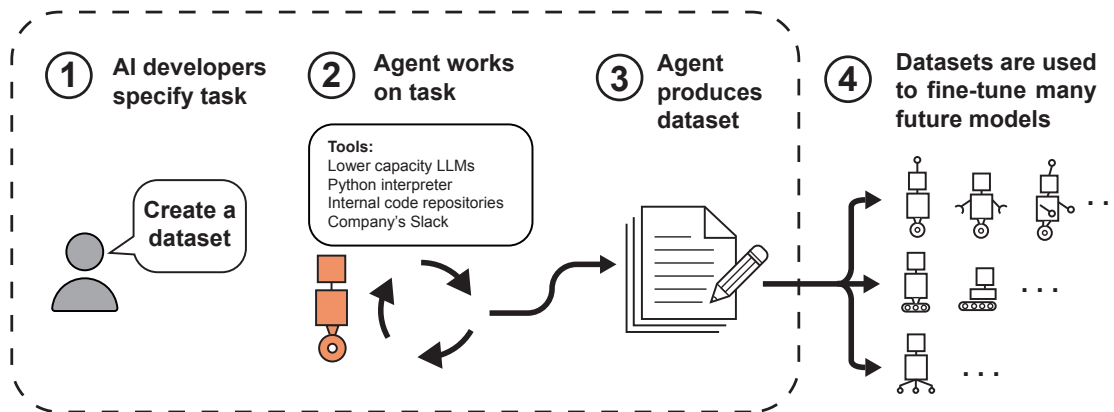 1
AI developers
specify task
2
Agent works
on task
3
Agent
produces
dataset
4
Datasets are used
to fine-tune many
future models
Tools:
Lower capacity LLMs
Python interpreter
Internal code repositories
Company's Slack
Create a
dataset
. .
. . .
. . .